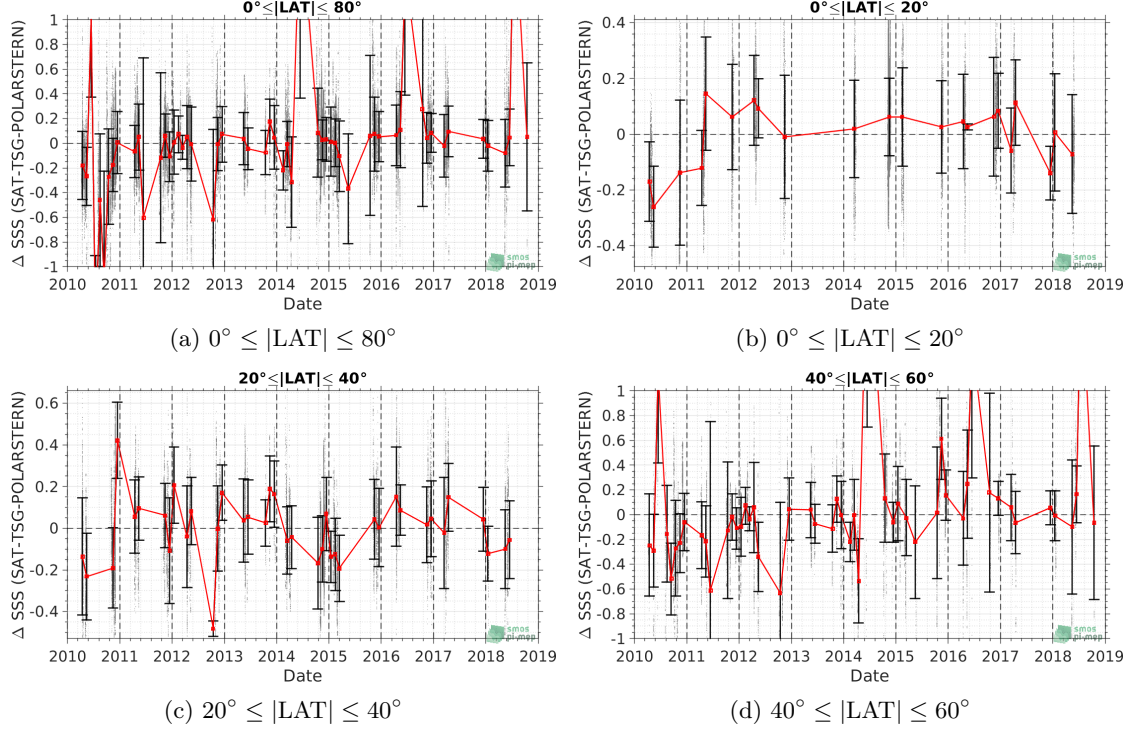 0°≤|LAT|≤ 80°
Δ SSS (SAT-TSG-POLARSTERN)
1
0.8
0.6
0.4
0.2
0
-0.2
-0.4
-0.6
-0.8
-1
2010 2011 2012 2013 2014 2015 2016 2017 2018 2019
Date
smos
pi-mep
(a) 0° ≤ |LAT| ≤ 80°
0°≤|LAT|≤ 20°
Δ SSS (SAT-TSG-POLARSTERN)
0.4
0.2
0
-0.2
-0.4
2010 2011 2012 2013 2014 2015 2016 2017 2018 2019
Date
smos
pi-mep
(b) 0° ≤ |LAT| ≤ 20°
20°≤|LAT|≤ 40°
Δ SSS (SAT-TSG-POLARSTERN)
0.6
0.4
0.2
0
-0.2
-0.4
2010 2011 2012 2013 2014 2015 2016 2017 2018 2019
Date
smos
pi-mep
(c) 20° ≤ |LAT| ≤ 40°
40°≤|LAT|≤ 60°
Δ SSS (SAT-TSG-POLARSTERN)
1
0.8
0.6
0.4
0.2
0
-0.2
-0.4
-0.6
-0.8
-1
2010 2011 2012 2013 2014 2015 2016 2017 2018 2019
Date
smos
pi-mep
(d) 40° ≤ |LAT| ≤ 60°